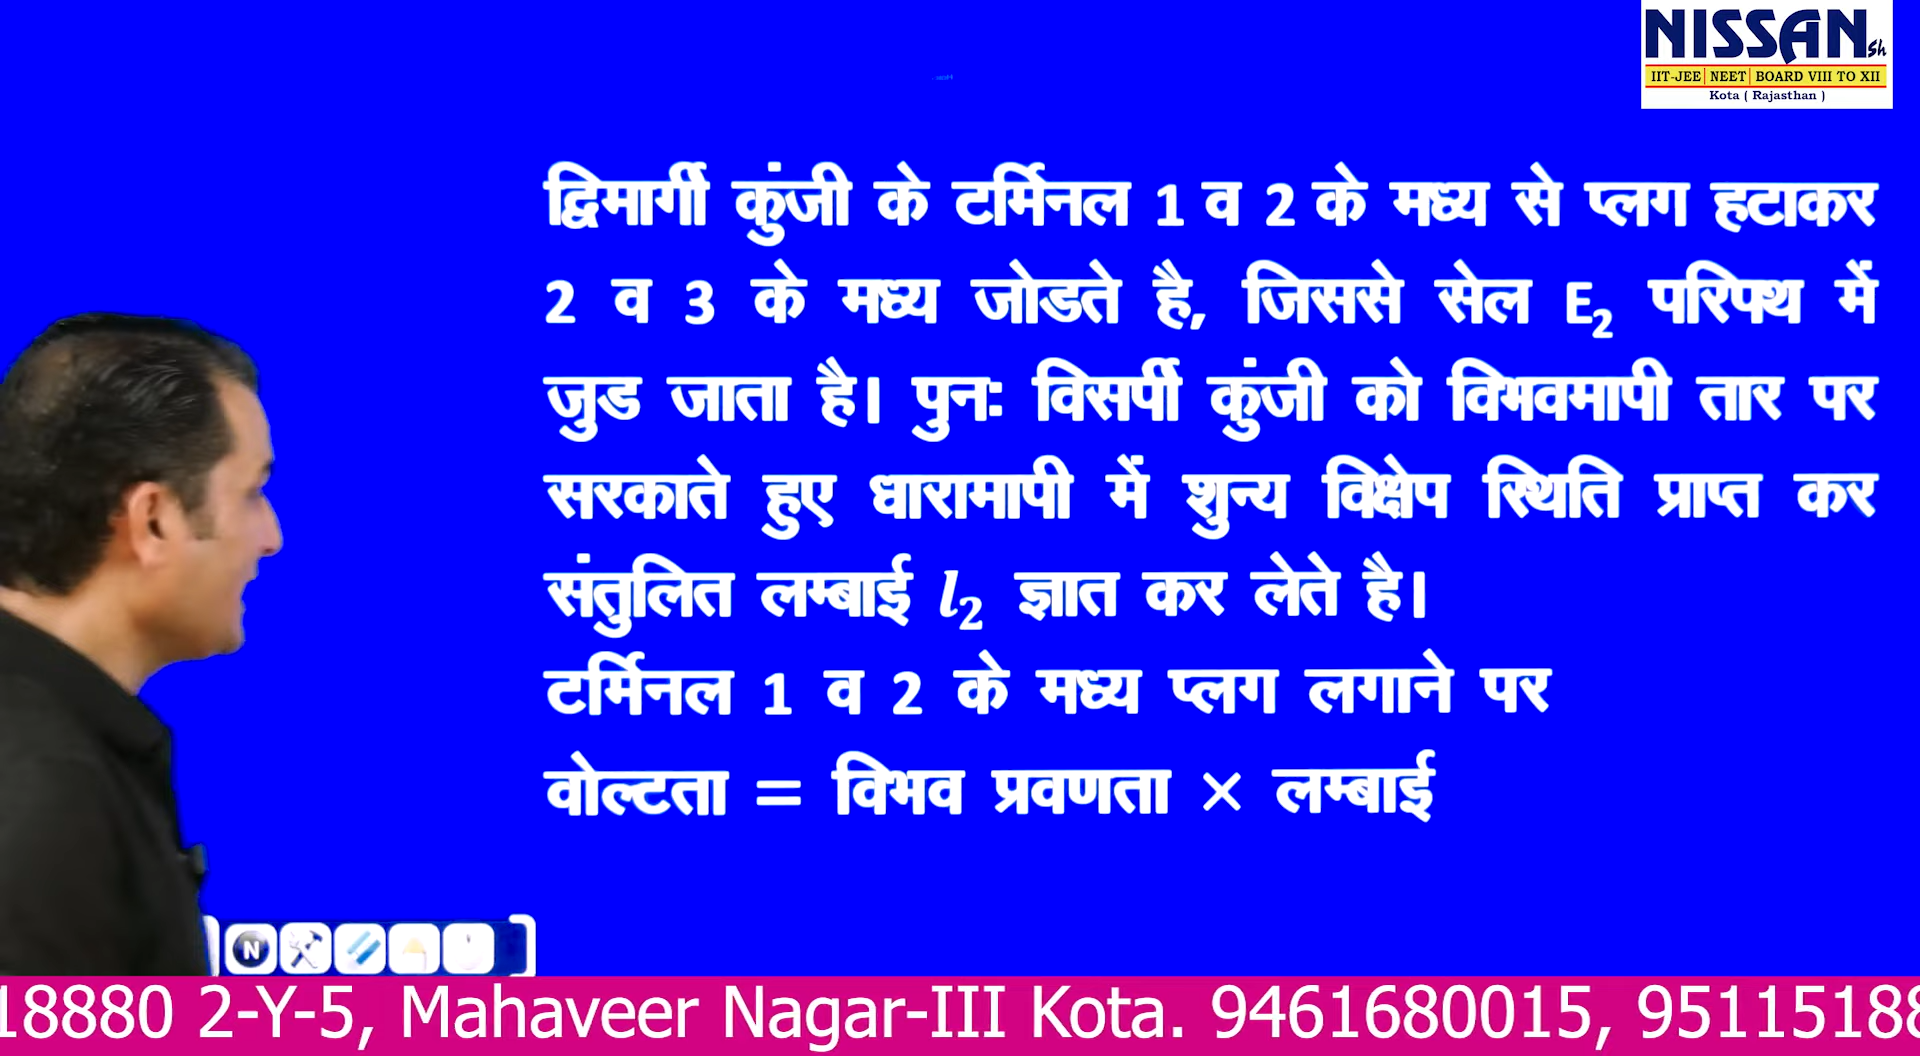 NISSAN sh
IIT-JEE | NEET | BOARD VIII TO XII
Kota ( Rajasthan )
द्विमार्गी कुंजी के टर्मिनल 1 व 2 के मध्य से प्लग हटाकर
2 व 3 के मध्य जोडते है, जिससे सेल E₂ परिपथ में
जुड जाता है। पुनः विसर्पी कुंजी को विभवमापी तार पर
सरकाते हुए धारामापी में शुन्य विक्षेप स्थिति प्राप्त कर
संतुलित लम्बाई l₂ ज्ञात कर लेते है।
टर्मिनल 1 व 2 के मध्य प्लग लगाने पर
वोल्टता = विभव प्रवणता × लम्बाई
N
18880 2-Y-5, Mahaveer Nagar-III Kota. 9461680015, 95115188